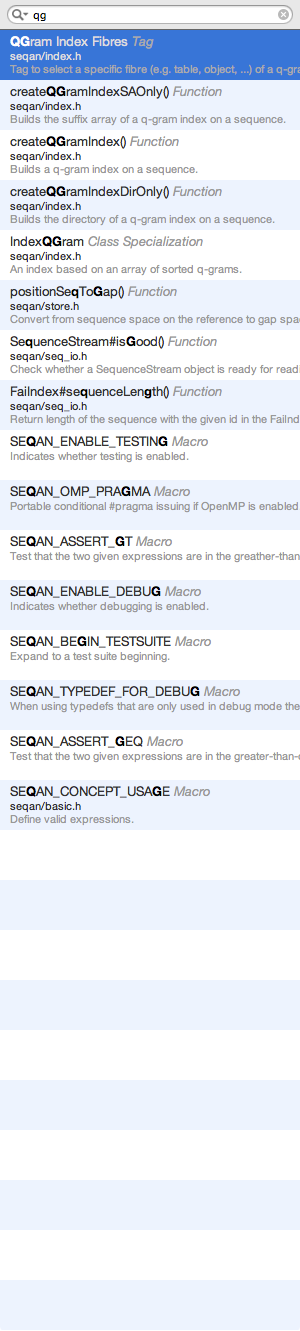 qg
QGram Index Fibres Tag
seqan/index.h
Tag to select a specific fibre (e.g. table, object, ...) of a q-gra
createQGramIndexSAOnly() Function
seqan/index.h
Builds the suffix array of a q-gram index on a sequence.
createQGramIndex() Function
seqan/index.h
Builds a q-gram index on a sequence.
createQGramIndexDirOnly() Function
seqan/index.h
Builds the directory of a q-gram index on a sequence.
IndexQGram Class Specialization
seqan/index.h
An index based on an array of sorted q-grams.
positionSeqToGap() Function
seqan/store.h
Convert from sequence space on the reference to gap spac
SequenceStream#isGood() Function
seqan/seq_io.h
Check whether a SequenceStream object is ready for readi
FaiIndex#sequenceLength() Function
seqan/seq_io.h
Return length of the sequence with the given id in the FaiInd
SEQAN_ENABLE_TESTING Macro
Indicates whether testing is enabled.
SEQAN_OMP_PRAGMA Macro
Portable conditional #pragma issuing if OpenMP is enabled.
SEQAN_ASSERT_GT Macro
Test that the two given expressions are in the greather-than
SEQAN_ENABLE_DEBUG Macro
Indicates whether debugging is enabled.
SEQAN_BEGIN_TESTSUITE Macro
Expand to a test suite beginning.
SEQAN_TYPEDEF_FOR_DEBUG Macro
When using typedefs that are only used in debug mode the
SEQAN_ASSERT_GEQ Macro
Test that the two given expressions are in the greater-than-o
SEQAN_CONCEPT_USAGE Macro
seqan/basic.h
Define valid expressions.